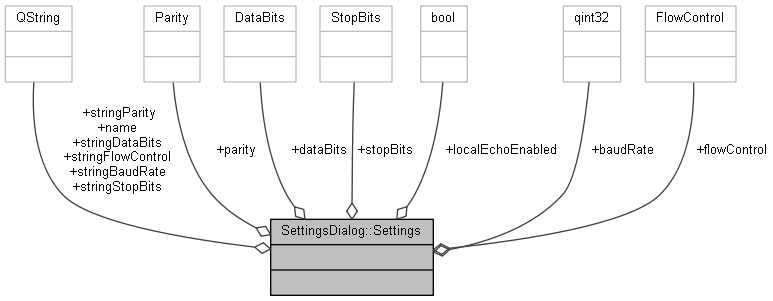 QString
Parity
DataBits
StopBits
bool
qint32
FlowControl
+stringParity
+name
+stringDataBits
+stringFlowControl
+stringBaudRate
+stringStopBits
+parity
+dataBits
+stopBits
+localEchoEnabled
+baudRate
+flowControl
SettingsDialog::Settings